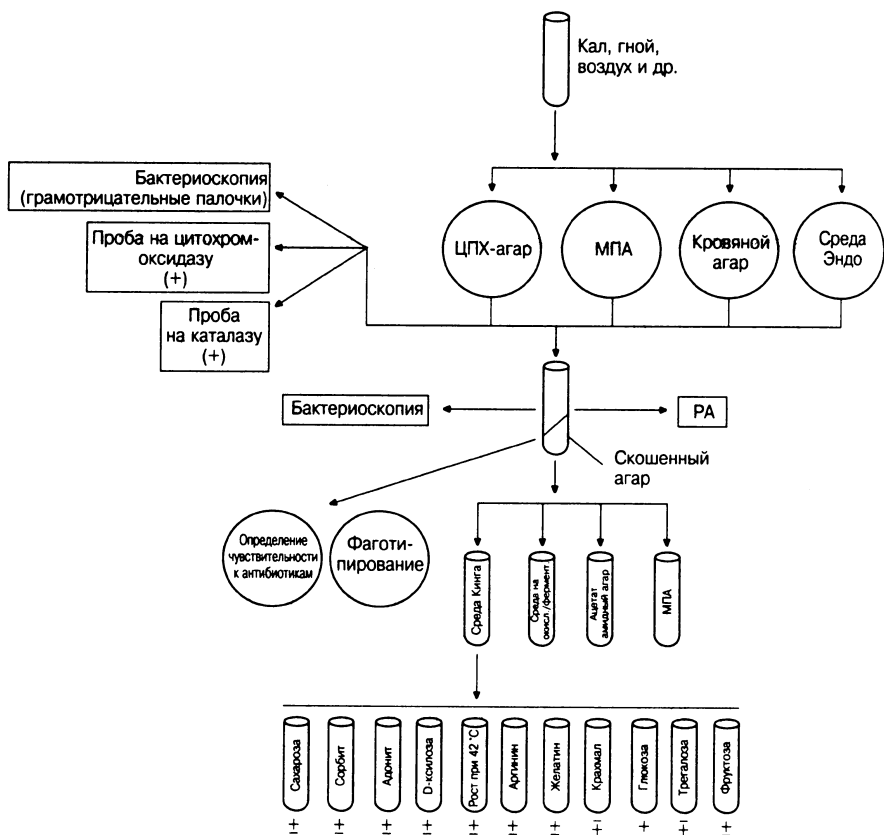 Кал, гной,
воздух и др.
Бактериоскопия
(грамотрицательные палочки)
Проба на цитохром-
оксидазу
(+)
Проба
на каталазу
(+)
ЦПХ-агар
МПА
Кровяной
агар
Среда
Эндо
Бактериоскопия
РА
Скошенный
агар
Определение
чувствительности
к антибиотикам
Фаготи-
пирование
Среда Кинга
Среда на
окисл./фермент.
Ацетат
амидный агар
МПА
Сахароза
Сорбит
Адонит
D-ксилоза
Рост при 42 °C
Аргинин
Желатин
Крахмал
Глюкоза
Трегалоза
Фруктоза